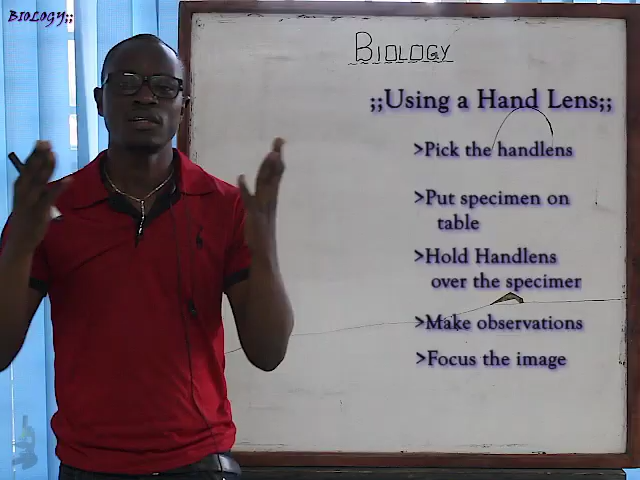 BIOLOGY;;
BIOLOGY
;;Using a Hand Lens;;
>Pick the handlens
>Put specimen on
table
>Hold Handlens
over the specimer
>Make observations
>Focus the image